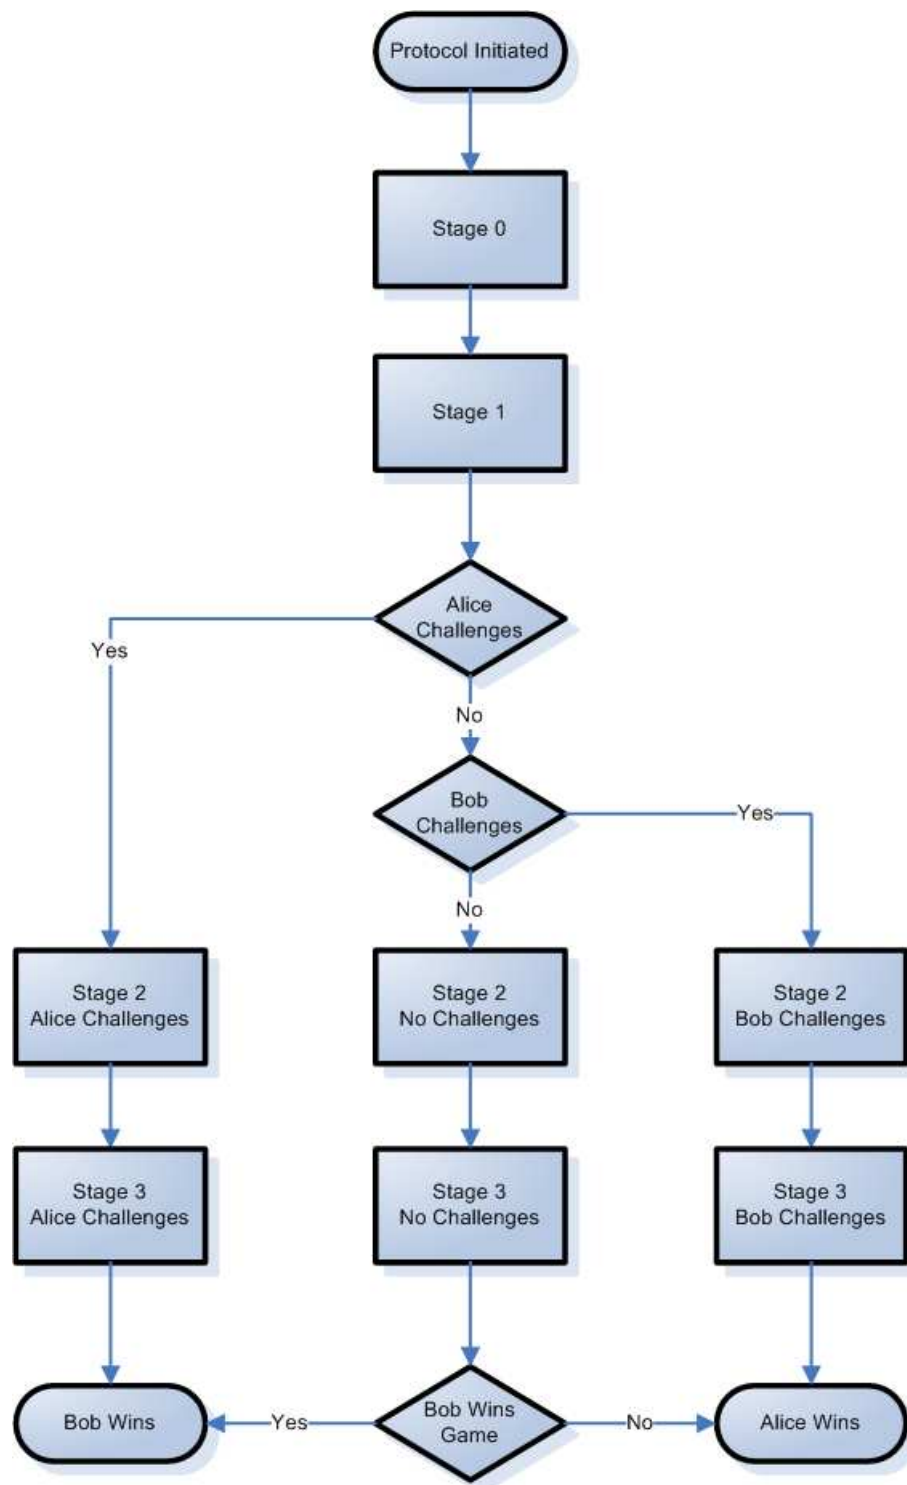 Protocol Initiated
Stage 0
Stage 1
Alice
Challenges
Yes
No
Bob
Challenges
Yes
No
Stage 2
Alice Challenges
Stage 2
No Challenges
Stage 2
Bob Challenges
Stage 3
Alice Challenges
Stage 3
No Challenges
Stage 3
Bob Challenges
Bob Wins
Yes
Bob Wins
Game
No
Alice Wins